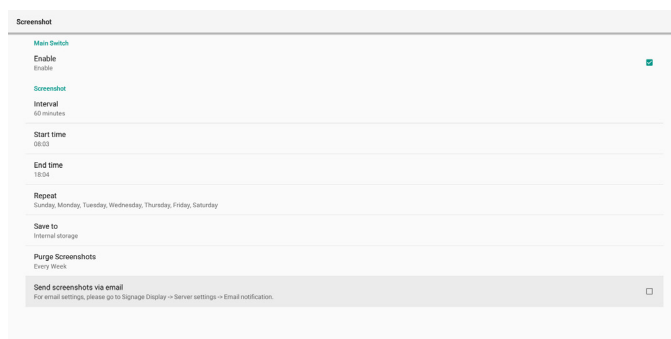 Screenshot
Main Switch
Enable
Enable
Screenshot
Interval
60 minutes
Start time
08:03
End time
18:04
Repeat
Sunday, Monday, Tuesday, Wednesday, Thursday, Friday, Saturday
Save to
Internal storage
Purge Screenshots
Every Week
Send screenshots via email
For email settings, please go to Signage Display -> Server settings -> Email notification.